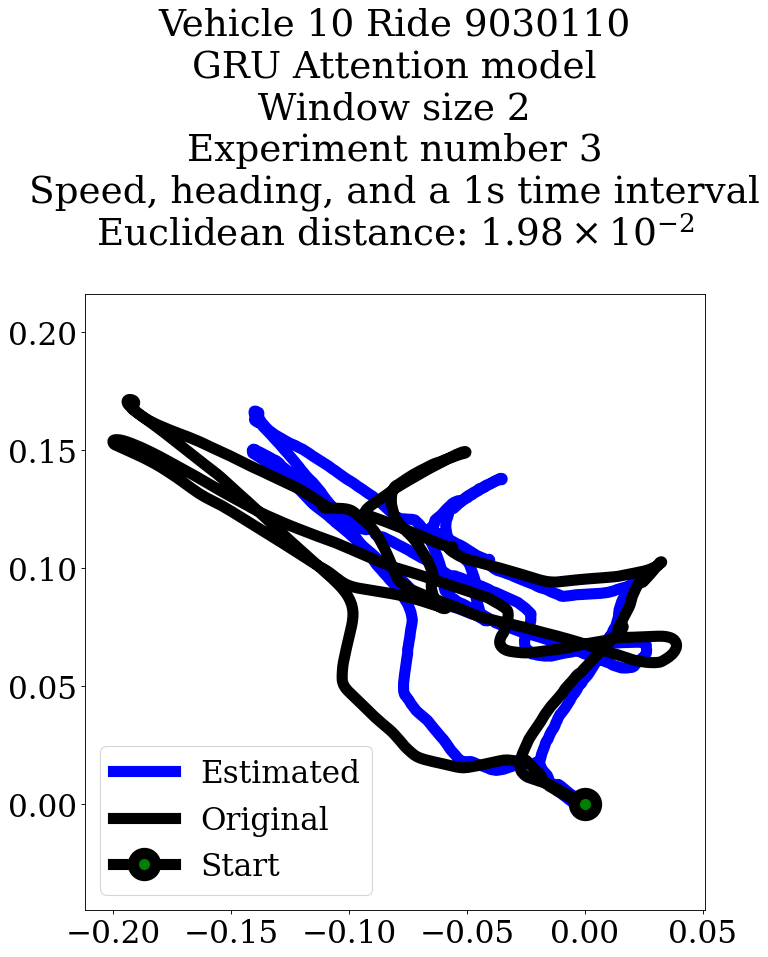 Vehicle 10 Ride 9030110
GRU Attention model
Window size 2
Experiment number 3
Speed, heading, and a 1s time interval
Euclidean distance: 1.98 × 10⁻²
0.20
0.15
0.10
0.05
0.00
Estimated
Original
Start
−0.20 −0.15 −0.10 −0.05 0.00 0.05